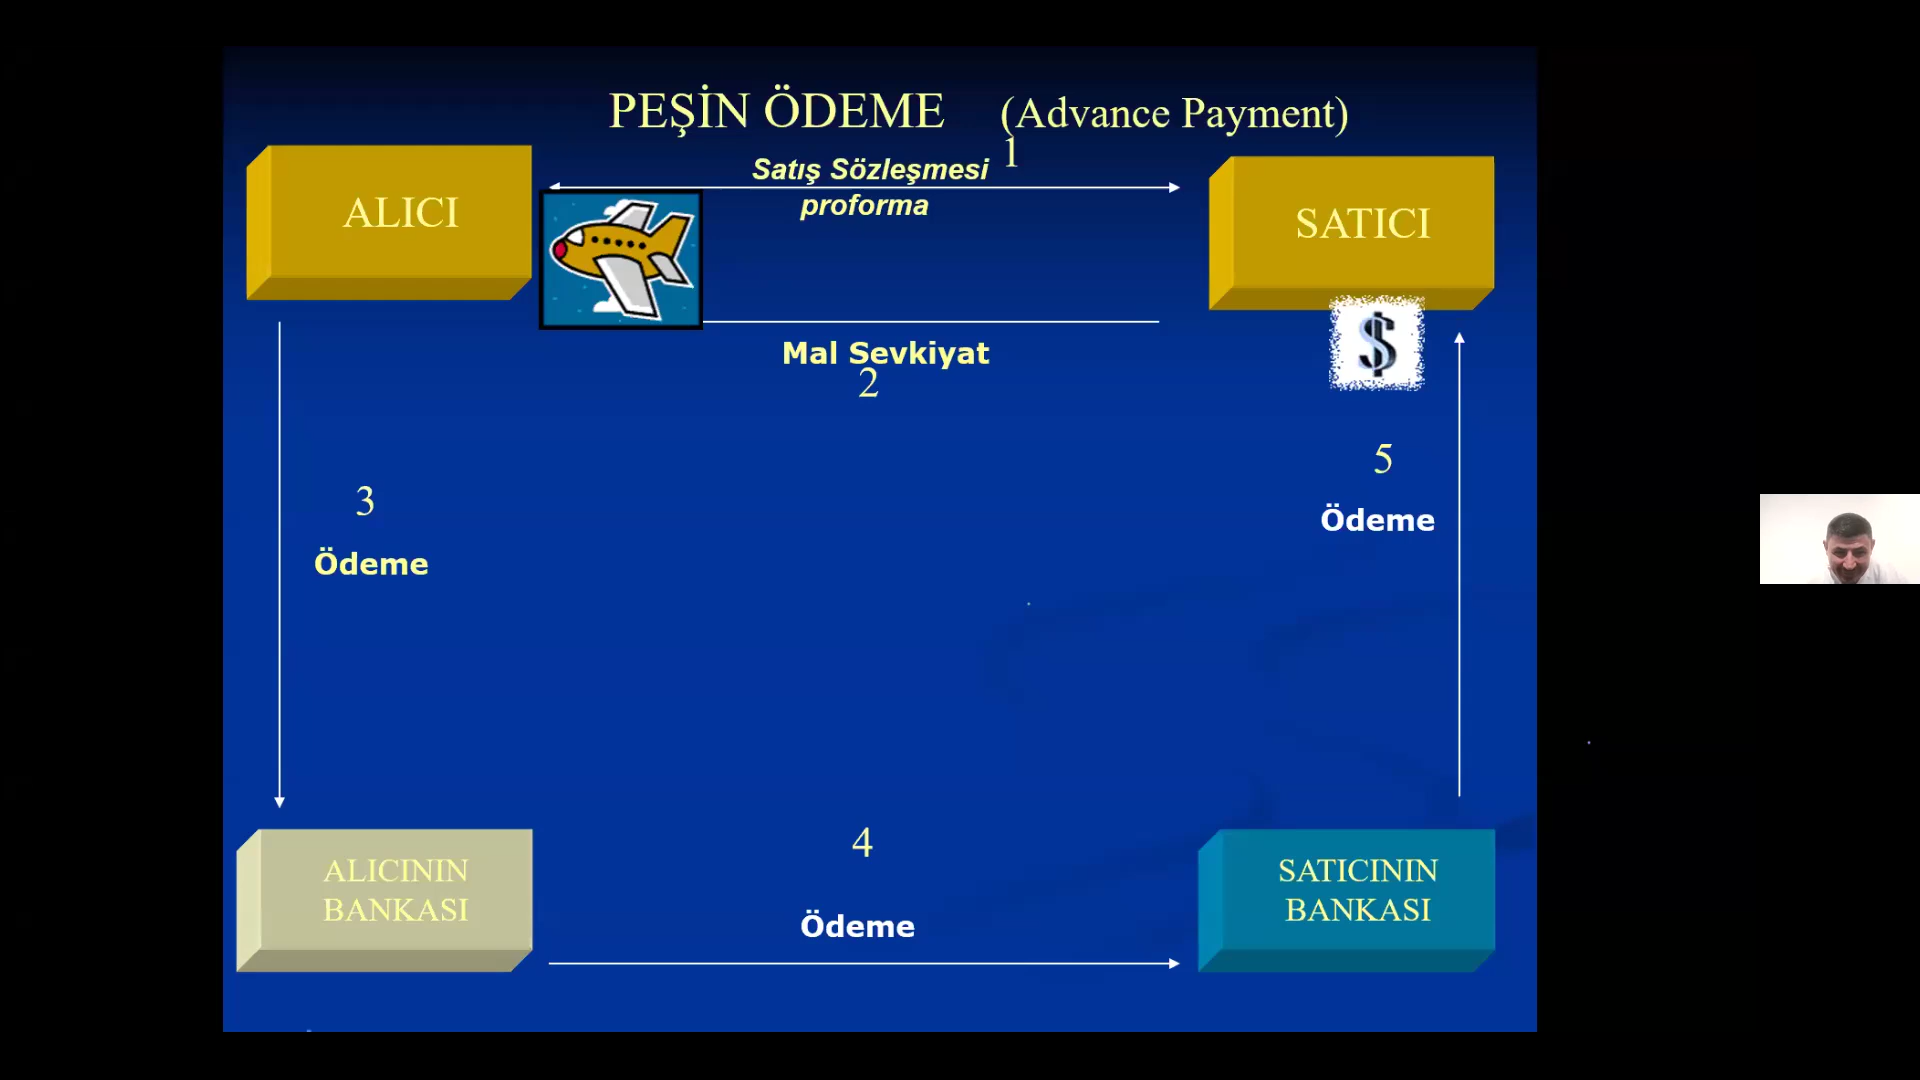 PEŞİN ÖDEME (Advance Payment)
Satış Sözleşmesi 1
proforma
ALICI
SATICI
$
Mal Sevkiyat
2
3
Ödeme
5
Ödeme
4
Ödeme
ALICININ
BANKASI
SATICININ
BANKASI